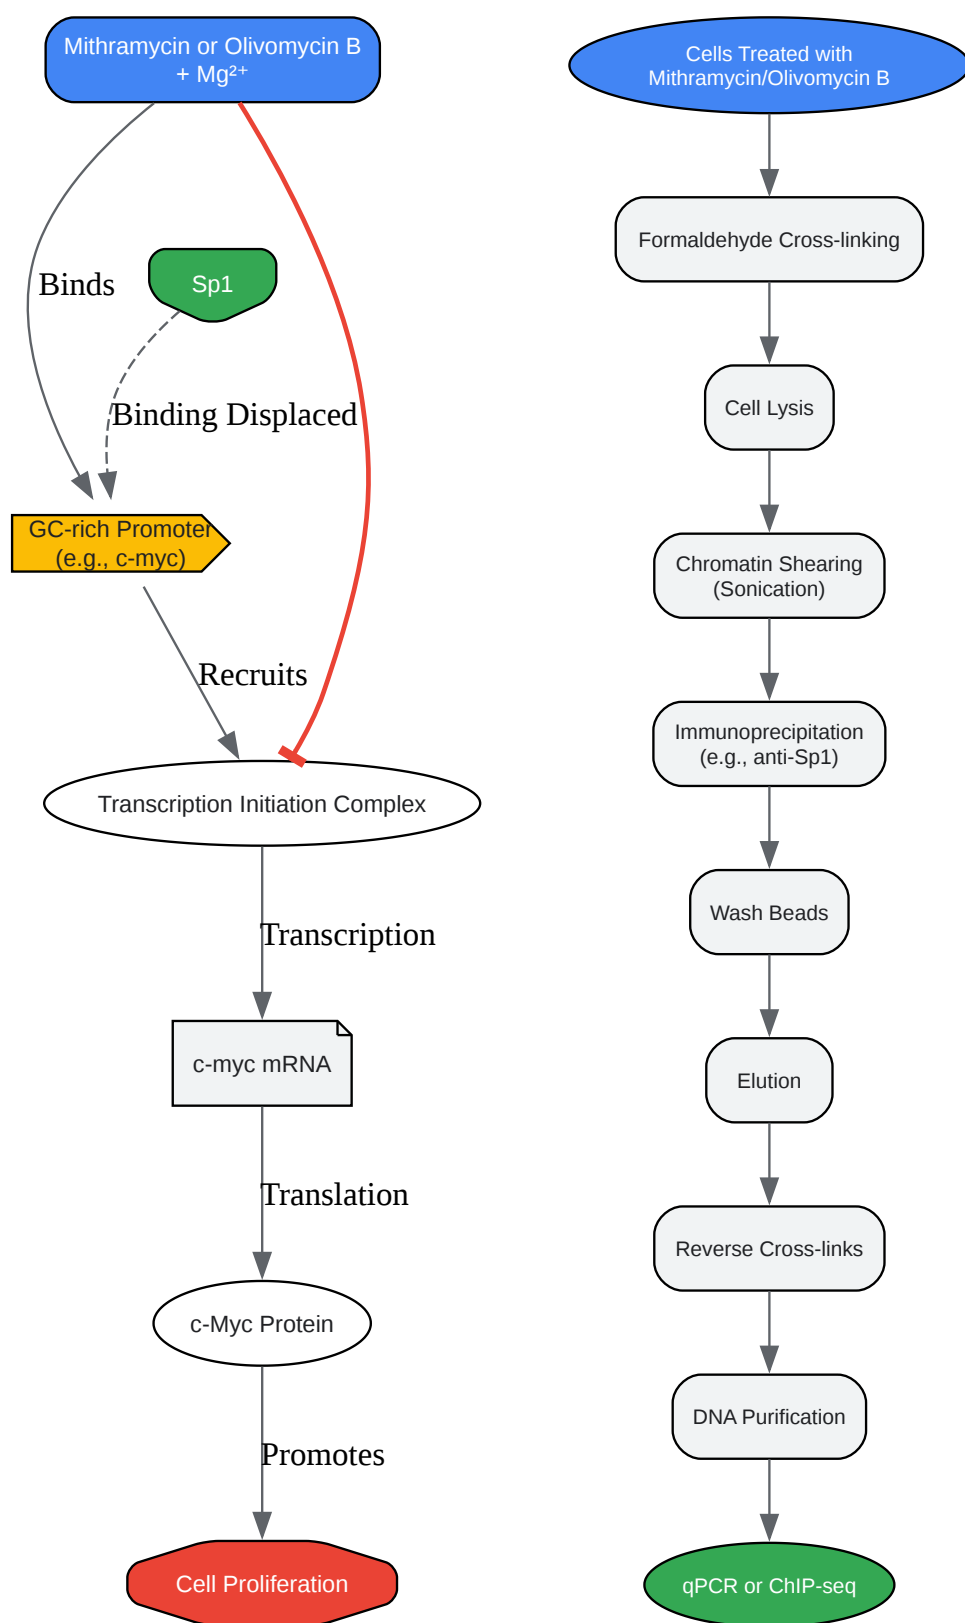 Mithramycin or Olivomycin B
+ Mg²⁺
Binds
Sp1
Binding Displaced
GC-rich Promoter
(e.g., c-myc)
Recruits
Transcription Initiation Complex
Transcription
c-myc mRNA
Translation
c-Myc Protein
Promotes
Cell Proliferation
Cells Treated with
Mithramycin/Olivomycin B
Formaldehyde Cross-linking
Cell Lysis
Chromatin Shearing
(Sonication)
Immunoprecipitation
(e.g., anti-Sp1)
Wash Beads
Elution
Reverse Cross-links
DNA Purification
qPCR or ChIP-seq